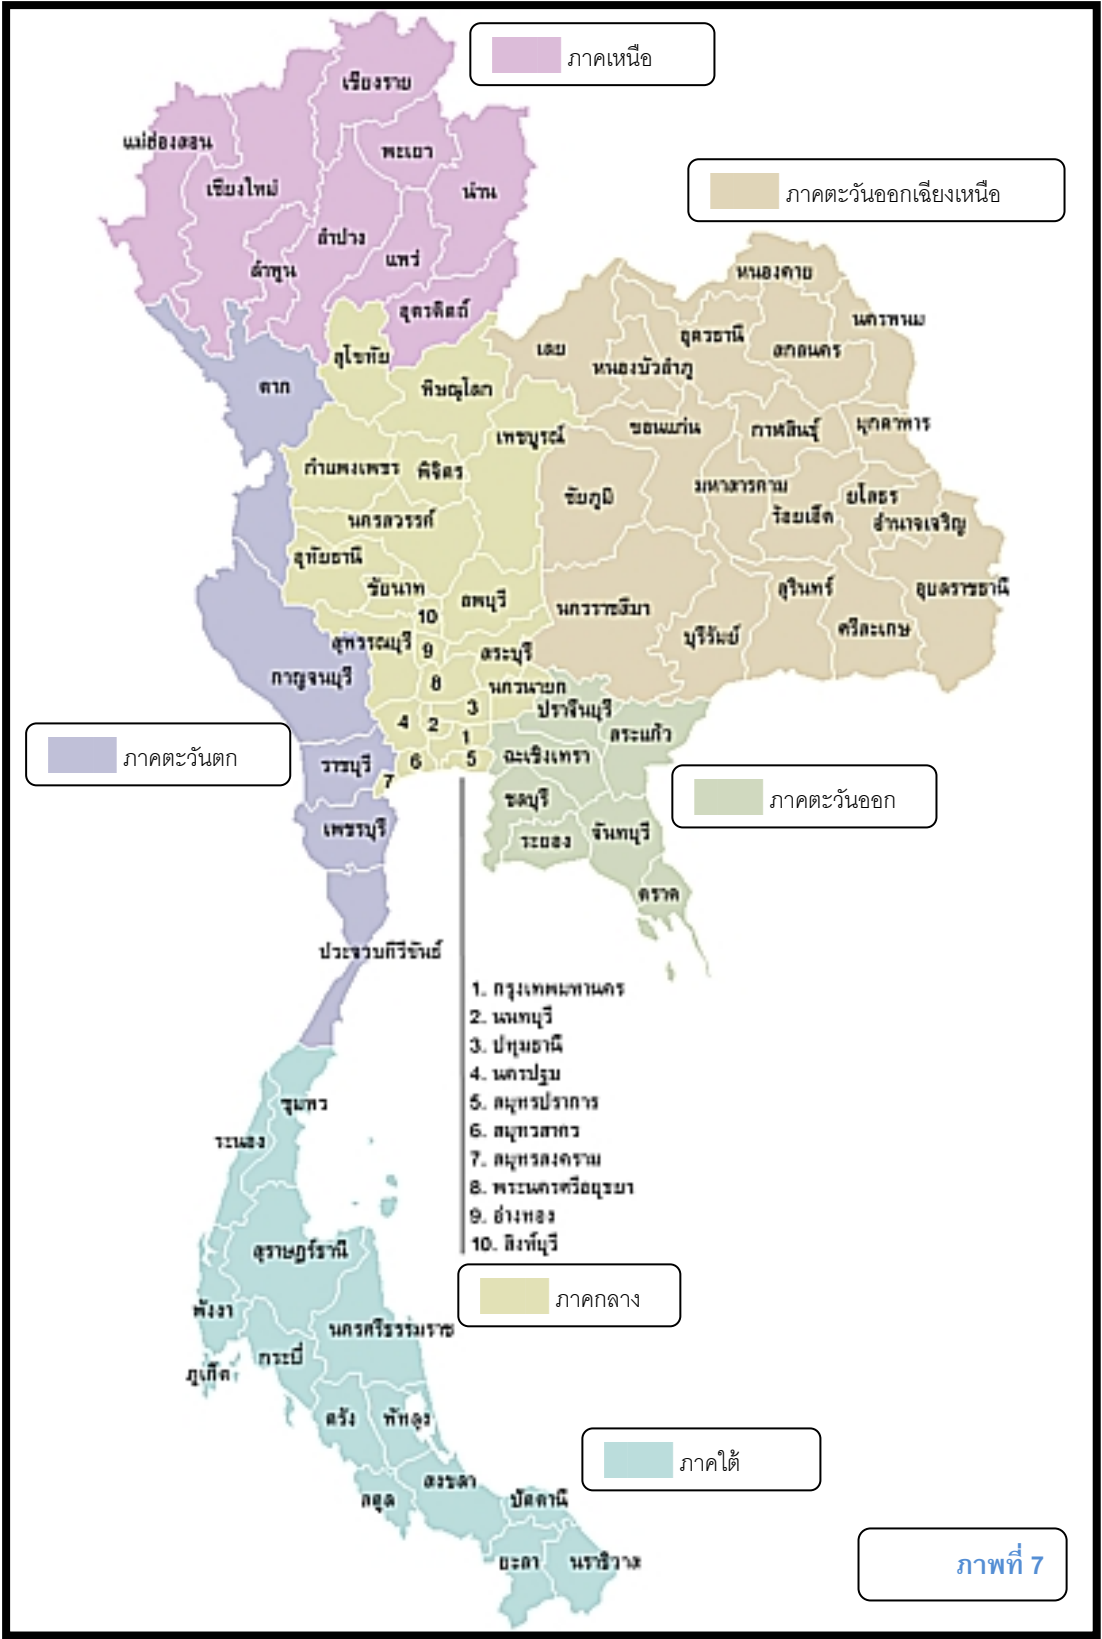 ภาคเหนือ
เชียงราย
แม่ฮ่องสอน
พะเยา
เชียงใหม่
น่าน
ภาคตะวันออกเฉียงเหนือ
ลำปาง
แพร่
ลำพูน
อุตรดิตถ์
หนองคาย
นครพนม
สุโขทัย
เลย
อุดรธานี
สกลนคร
หนองบัวลำภู
ตาก
พิษณุโลก
เพชบูรณ์
ขอนแก่น
กาฬสินธุ์
มุกดาหาร
กำแพงเพชร
พิจิตร
ชัยภูมิ
มหาสารคาม
ร้อยเอ็ด
ยโสธร
อำนาจเจริญ
นครสวรรค์
อุทัยธานี
ชัยนาท
ลพบุรี
นครราชสีมา
สุรินทร์
อุบลราชธานี
บุรีรัมย์
ศรีสะเกษ
10
สุพรรณบุรี
9
สระบุรี
กาญจนบุรี
8
นครนายก
3
ปราจีนบุรี
4
2
1
สระแก้ว
ภาคตะวันตก
ราชบุรี
6
5
ฉะเชิงเทรา
7
ภาคตะวันออก
ชลบุรี
เพชรบุรี
ระยอง
จันทบุรี
ตราด
ประจวบคีรีขันธ์
1. กรุงเทพมหานคร
2. นนทบุรี
3. ปทุมธานี
4. นครปฐม
5. สมุทรปราการ
6. สมุทรสาคร
7. สมุทรสงคราม
8. พระนครศรีอยุธยา
9. อ่างทอง
10. สิงห์บุรี
ชุมพร
ระนอง
สุราษฎร์ธานี
ภาคกลาง
พังงา
นครศรีธรรมราช
กระบี่
ภูเก็ต
ตรัง
พัทลุง
ภาคใต้
สงขลา
สตูล
ปัตตานี
ยะลา
นราธิวาส
ภาพที่ 7